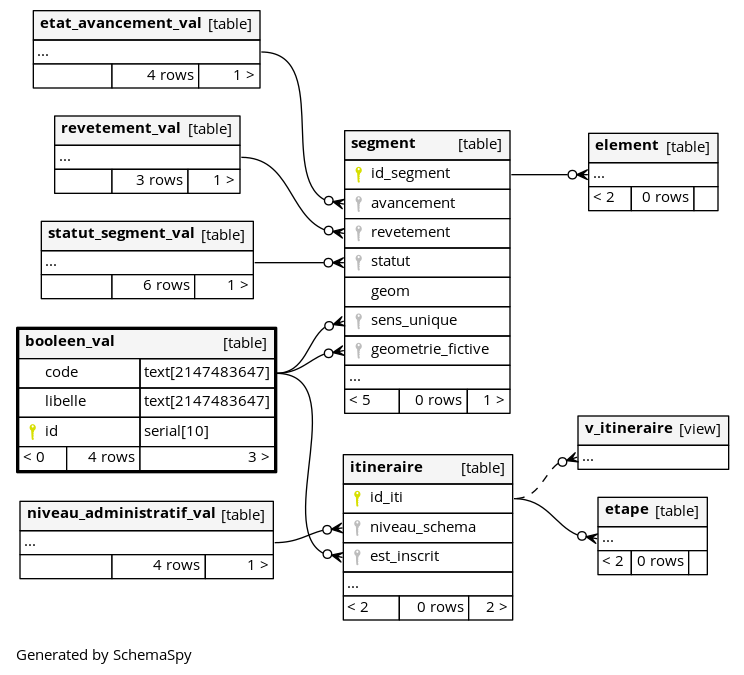 etat_avancement_val [table]
...
4 rows 1 >
revetement_val [table]
...
3 rows 1 >
statut_segment_val [table]
...
6 rows 1 >
booleen_val [table]
code text[2147483647]
libelle text[2147483647]
id serial[10]
< 0 4 rows 3 >
niveau_administratif_val [table]
...
4 rows 1 >
segment [table]
id_segment
avancement
revetement
statut
geom
sens_unique
geometrie_fictive
...
< 5 0 rows 1 >
itineraire [table]
id_iti
niveau_schema
est_inscrit
...
< 2 0 rows 2 >
element [table]
...
< 2 0 rows
v_itineraire [view]
...
etape [table]
...
< 2 0 rows
Generated by SchemaSpy